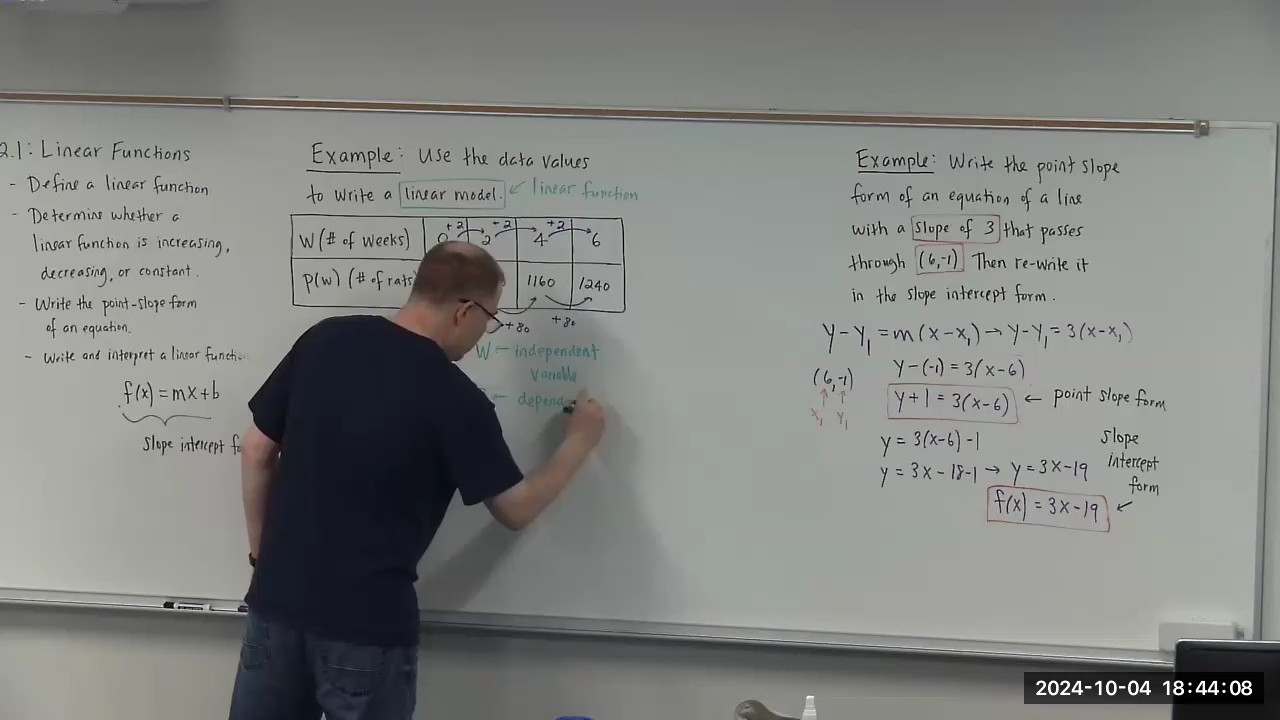 2.1: Linear Functions
- Define a linear function
- Determine whether a
linear function is increasing,
decreasing, or constant.
- Write the point-slope form
of an equation.
- Write and interpret a linear
f(x) = mx+b
Slope intercept
Example: Use the data values
to write a linear model. ← linear function
+2 +2 +2
W (# of weeks) 0 2 4 6
P(w) (# of rats) 1160 1240
+80 +80
W ← independent
variable
← depen
Example: Write the point slope
form of an equation of a line
with a slope of 3 that passes
through (6,-1) Then re-write it
in the slope intercept form.
y-y₁ = m(x-x₁) → y-y₁ = 3(x-x₁)
y-(-1) = 3(x-6)
(6,-1)
x₁ y₁
y+1 = 3(x-6) ← point slope form
y = 3(x-6)-1
y = 3x-18-1 → y = 3x-19
slope
intercept
form
f(x) = 3x-19 ←
2024-10-04 18:44:08